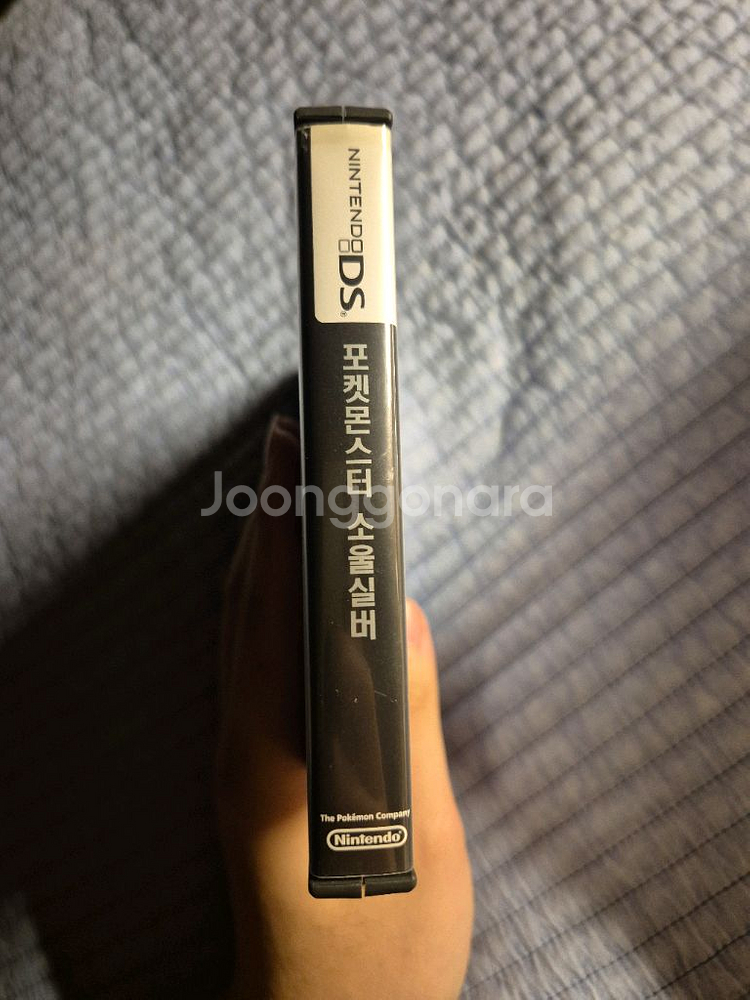 NINTENDO DS®
포켓몬스터 소울실버
Joonggonara
The Pokémon Company
Nintendo®